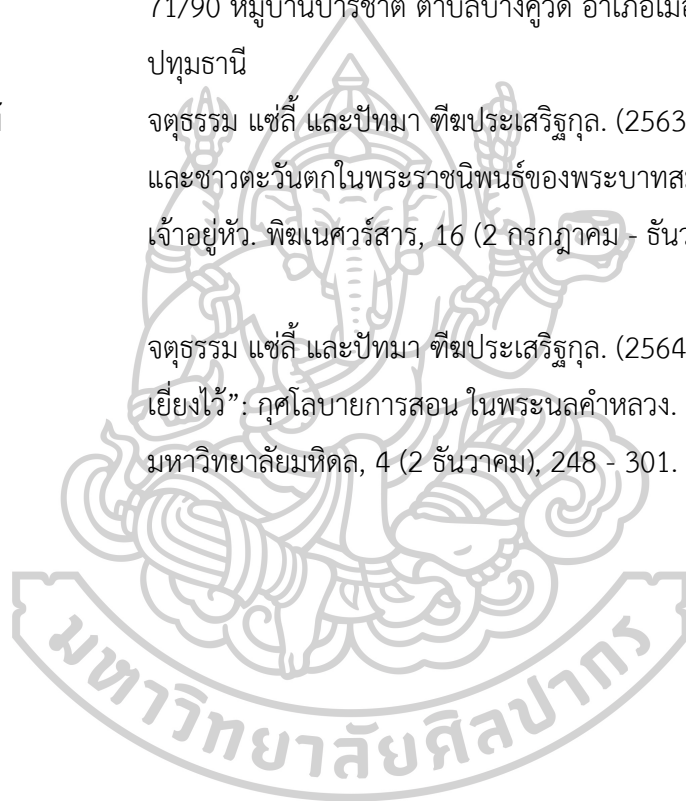 71/90 หมู่บ้านปาริชาต ตำบลบางคูวัด อำเภอเมือ
ปทุมธานี
จตุธรรม แซ่ลี้ และปัทมา ฑีฆประเสริฐกุล. (2563
และชาวตะวันตกในพระราชนิพนธ์ของพระบาทส
เจ้าอยู่หัว. พิฆเนศวร์สาร, 16 (2 กรกฎาคม - ธันว
จตุธรรม แซ่ลี้ และปัทมา ฑีฆประเสริฐกุล. (2564
เยี่ยงไว้”: กุศโลบายการสอน ในพระนลคำหลวง.
มหาวิทยาลัยมหิดล, 4 (2 ธันวาคม), 248 - 301.
มหาวิทยาลัยศิลปากร